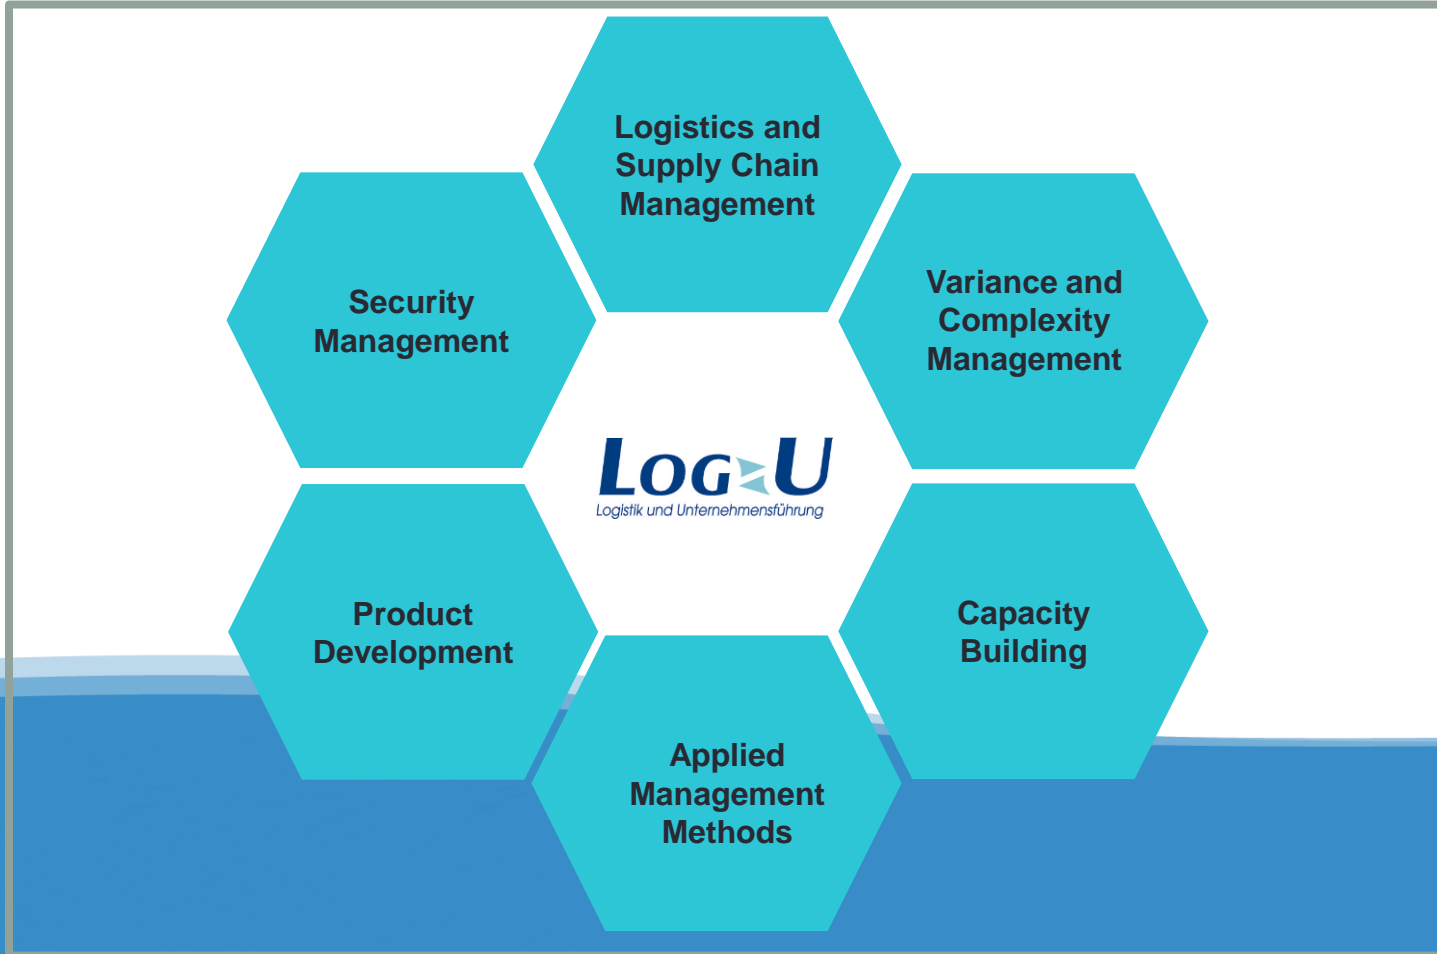 Logistics and
Supply Chain
Management
Security
Management
Variance and
Complexity
Management
LOG U
Logistik und Unternehmensführung
Product
Development
Capacity
Building
Applied
Management
Methods